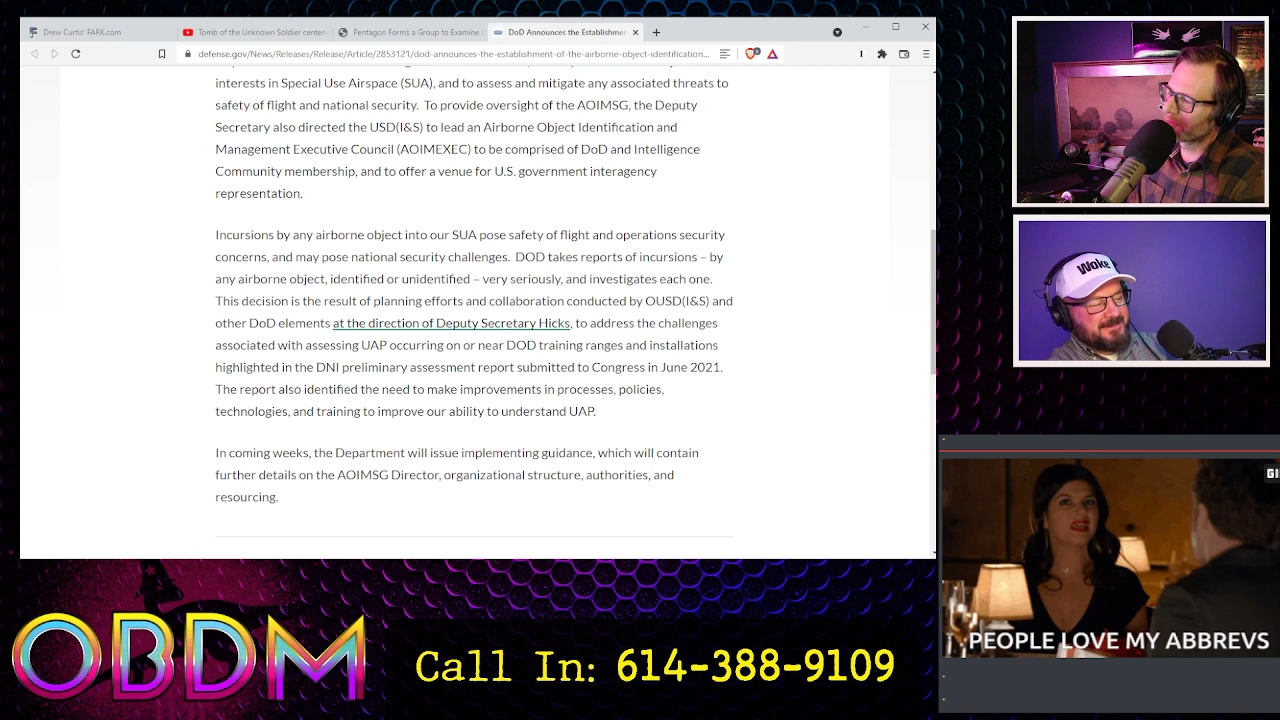 Drew Curtis' FARK.com
Tomb of the Unknown Soldier center
Pentagon Forms a Group to Examine
DoD Announces the Establishment
defense.gov/News/Releases/Release/Article/2853121/dod-announces-the-establishment-of-the-airborne-object-identification...
interests in Special Use Airspace (SUA), and to assess and mitigate any associated threats to
safety of flight and national security. To provide oversight of the AOIMSG, the Deputy
Secretary also directed the USD(I&S) to lead an Airborne Object Identification and
Management Executive Council (AOIMEXEC) to be comprised of DoD and Intelligence
Community membership, and to offer a venue for U.S. government interagency
representation.
Incursions by any airborne object into our SUA pose safety of flight and operations security
concerns, and may pose national security challenges. DOD takes reports of incursions – by
any airborne object, identified or unidentified – very seriously, and investigates each one.
This decision is the result of planning efforts and collaboration conducted by OUSD(I&S) and
other DoD elements at the direction of Deputy Secretary Hicks, to address the challenges
associated with assessing UAP occurring on or near DOD training ranges and installations
highlighted in the DNI preliminary assessment report submitted to Congress in June 2021.
The report also identified the need to make improvements in processes, policies,
technologies, and training to improve our ability to understand UAP.
In coming weeks, the Department will issue implementing guidance, which will contain
further details on the AOIMSG Director, organizational structure, authorities, and
resourcing.
Woke
GI
PEOPLE LOVE MY ABBREVS
OBDM
Call In: 614-388-9109